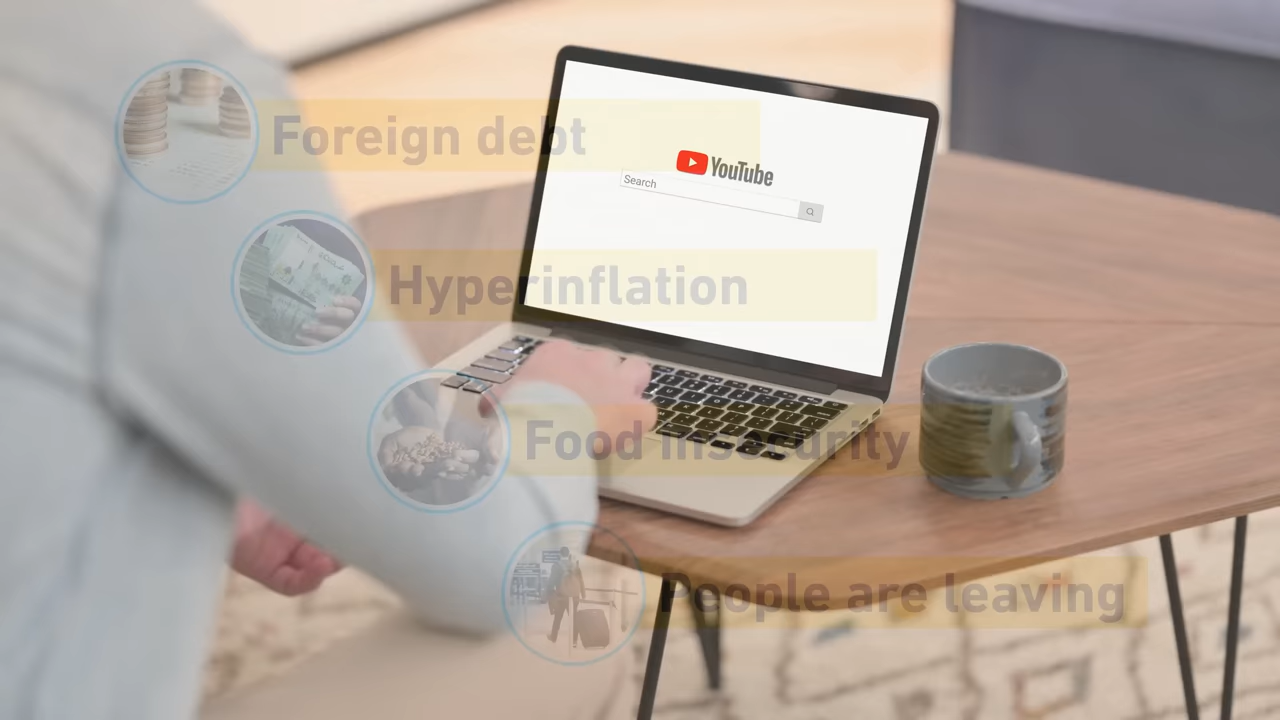 Foreign debt
YouTube
Search
Hyperinflation
Food insecurity
People are leaving